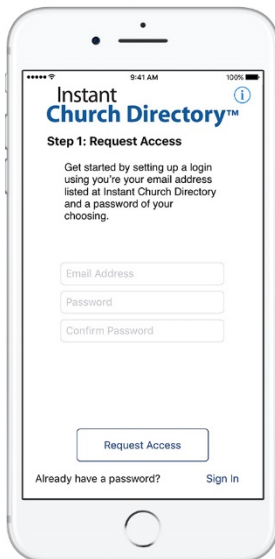 9:41 AM 100%
Instant
Church Directory™
Step 1: Request Access
Get started by setting up a login
using you're your email address
listed at Instant Church Directory
and a password of your
choosing.
Email Address
Password
Confirm Password
Request Access
Already have a password? Sign In